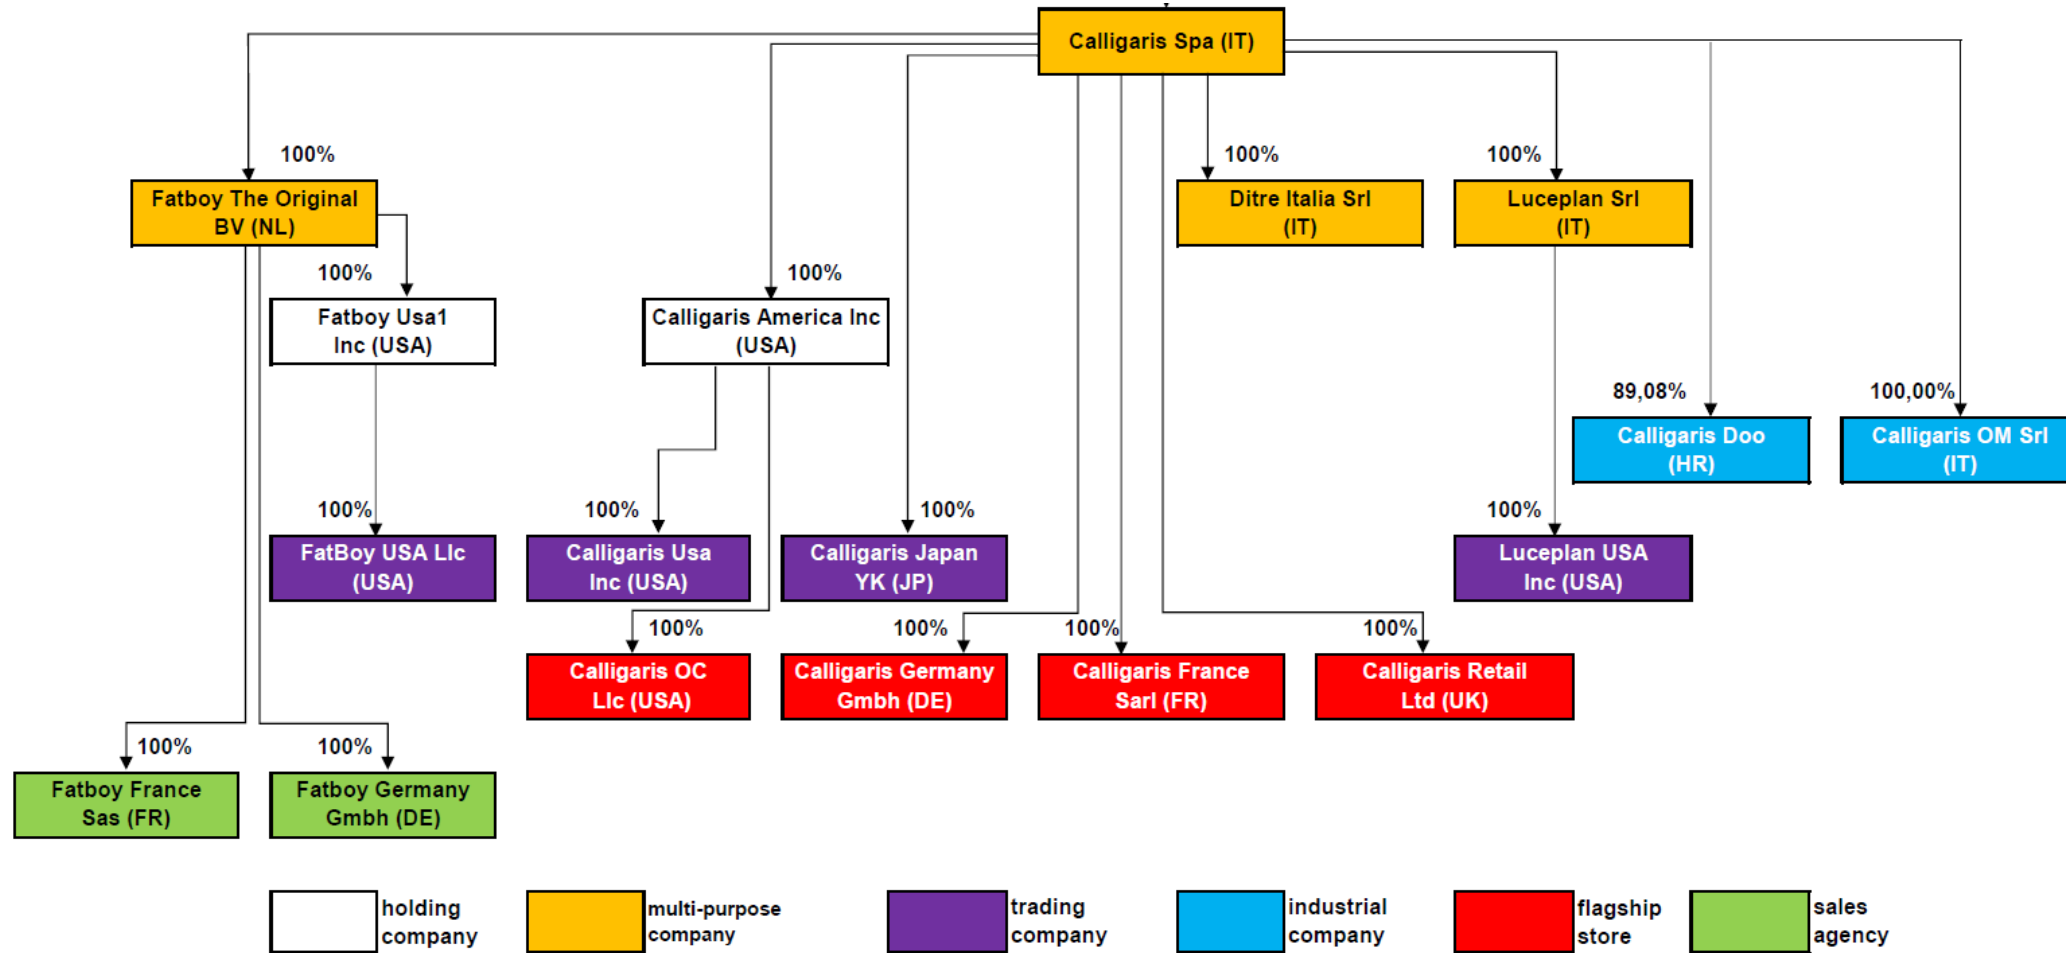 Calligaris Spa (IT)
100%
100%
100%
Fatboy The Original
BV (NL)
Ditre Italia Srl
(IT)
Luceplan Srl
(IT)
100%
100%
Fatboy Usa1
Inc (USA)
Calligaris America Inc
(USA)
89,08%
100,00%
Calligaris Doo
(HR)
Calligaris OM Srl
(IT)
100%
100%
100%
100%
FatBoy USA Llc
(USA)
Calligaris Usa
Inc (USA)
Calligaris Japan
YK (JP)
Luceplan USA
Inc (USA)
100%
100%
100%
100%
Calligaris OC
Llc (USA)
Calligaris Germany
Gmbh (DE)
Calligaris France
Sarl (FR)
Calligaris Retail
Ltd (UK)
100%
100%
Fatboy France
Sas (FR)
Fatboy Germany
Gmbh (DE)
holding
company
multi-purpose
company
trading
company
industrial
company
flagship
store
sales
agency